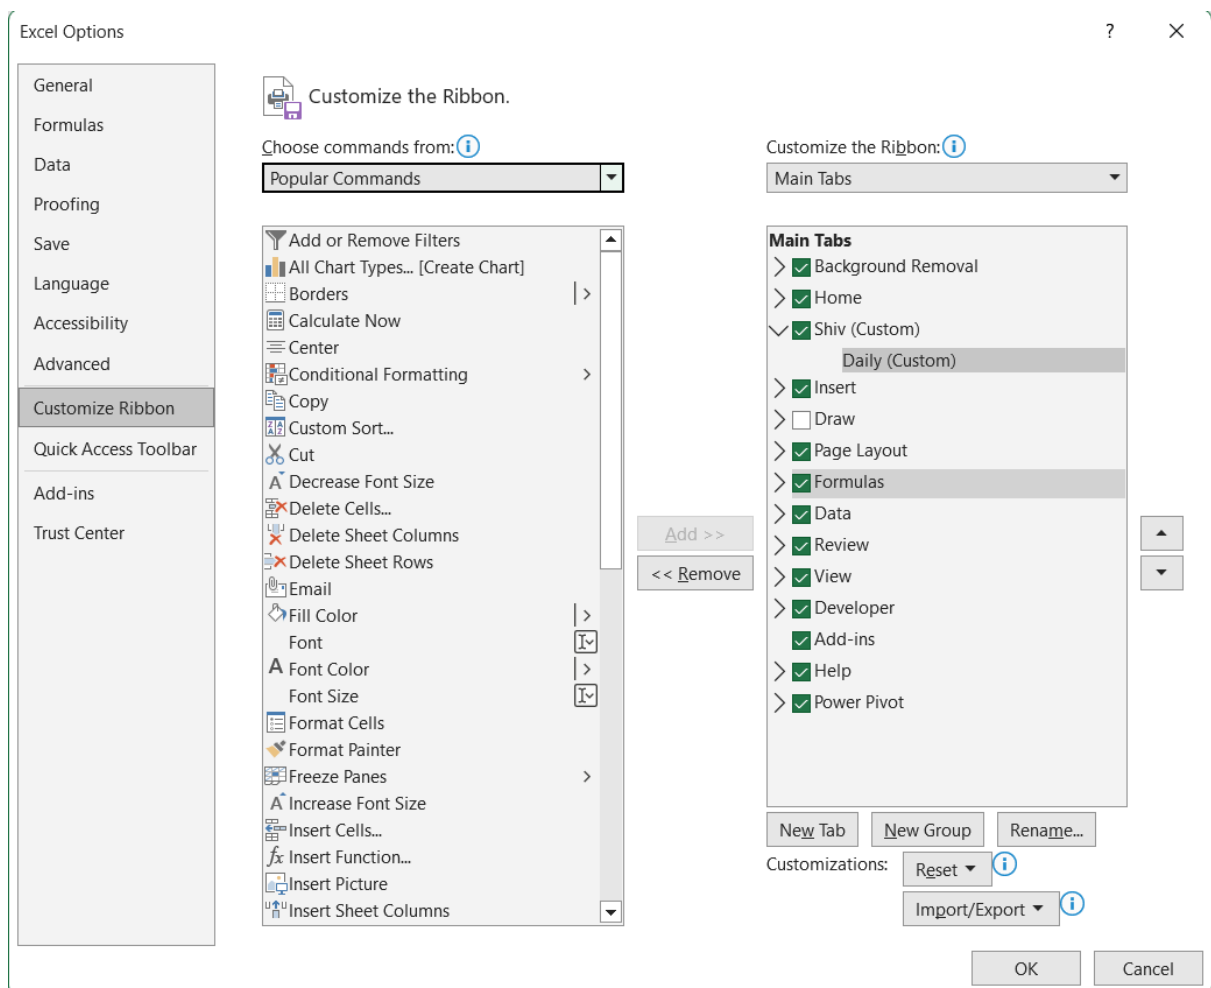 Excel Options
?
General
Formulas
Data
Proofing
Save
Language
Accessibility
Advanced
Customize Ribbon
Quick Access Toolbar
Add-ins
Trust Center
Customize the Ribbon.
Choose commands from:
Popular Commands
Add or Remove Filters
All Chart Types... [Create Chart]
Borders
Calculate Now
Center
Conditional Formatting
Copy
Custom Sort...
Cut
Decrease Font Size
Delete Cells...
Delete Sheet Columns
Delete Sheet Rows
Email
Fill Color
Font
Font Color
Font Size
Format Cells
Format Painter
Freeze Panes
Increase Font Size
Insert Cells...
Insert Function...
Insert Picture
Insert Sheet Columns
Add >>
<< Remove
Customize the Ribbon:
Main Tabs
Main Tabs
Background Removal
Home
Shiv (Custom)
Daily (Custom)
Insert
Draw
Page Layout
Formulas
Data
Review
View
Developer
Add-ins
Help
Power Pivot
New Tab
New Group
Rename...
Customizations:
Reset
Import/Export
OK
Cancel